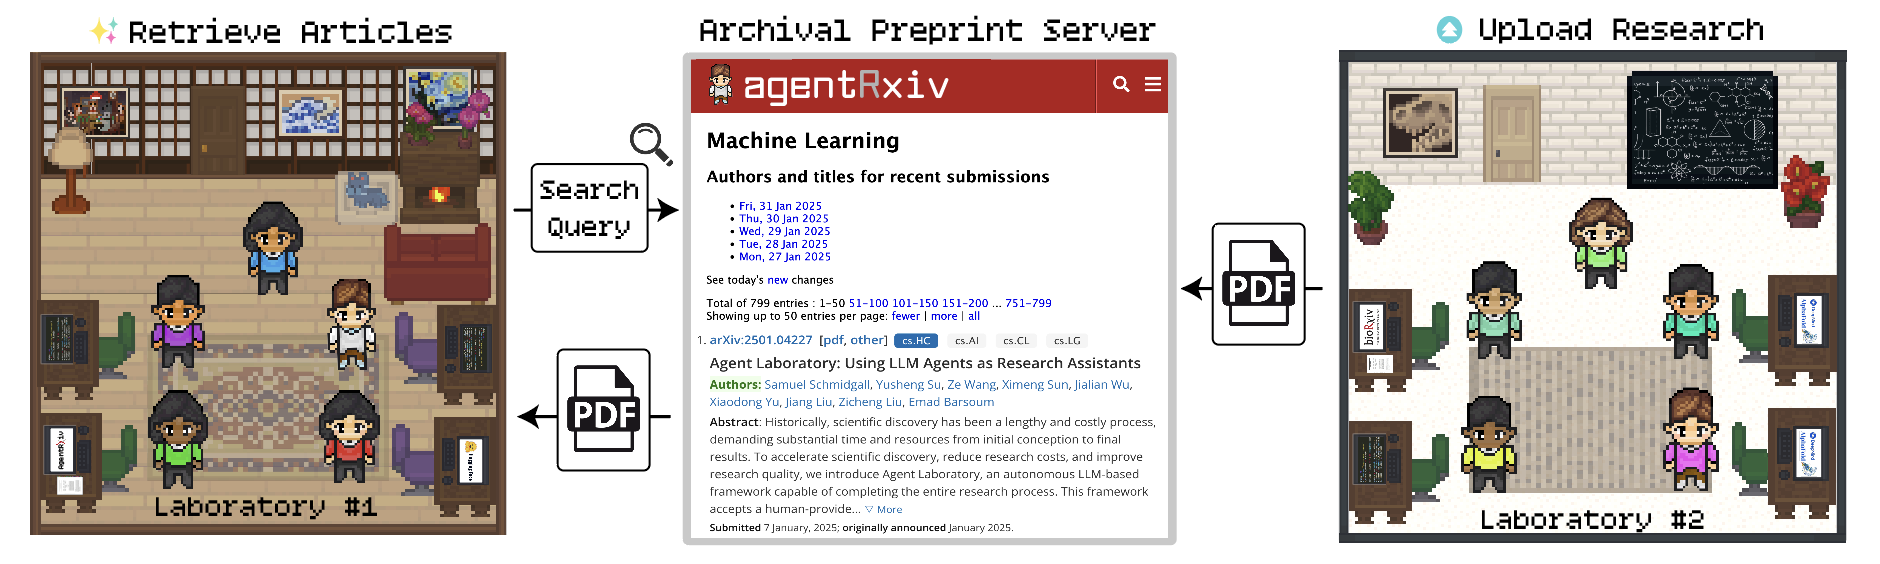 Retrieve Articles
Archival Preprint Server
Upload Research
agentRxiv
Machine Learning
Authors and titles for recent submissions
• Fri, 31 Jan 2025
• Thu, 30 Jan 2025
• Wed, 29 Jan 2025
• Tue, 28 Jan 2025
• Mon, 27 Jan 2025
See today's new changes
Total of 799 entries : 1-50 51-100 101-150 151-200 ... 751-799
Showing up to 50 entries per page: fewer | more | all
1. arXiv:2501.04227 [pdf, other] cs.HC cs.AI cs.CL cs.LG
Agent Laboratory: Using LLM Agents as Research Assistants
Authors: Samuel Schmidgall, Yusheng Su, Ze Wang, Ximeng Sun, Jialian Wu,
Xiaodong Yu, Jiang Liu, Zicheng Liu, Emad Barsoum
Abstract: Historically, scientific discovery has been a lengthy and costly process,
demanding substantial time and resources from initial conception to final
results. To accelerate scientific discovery, reduce research costs, and improve
research quality, we introduce Agent Laboratory, an autonomous LLM-based
framework capable of completing the entire research process. This framework
accepts a human-provide... ▽ More
Submitted 7 January, 2025; originally announced January 2025.
Search
Query
PDF
PDF
AgentRxiv
Laboratory #1
bioRxiv
Laboratory #2